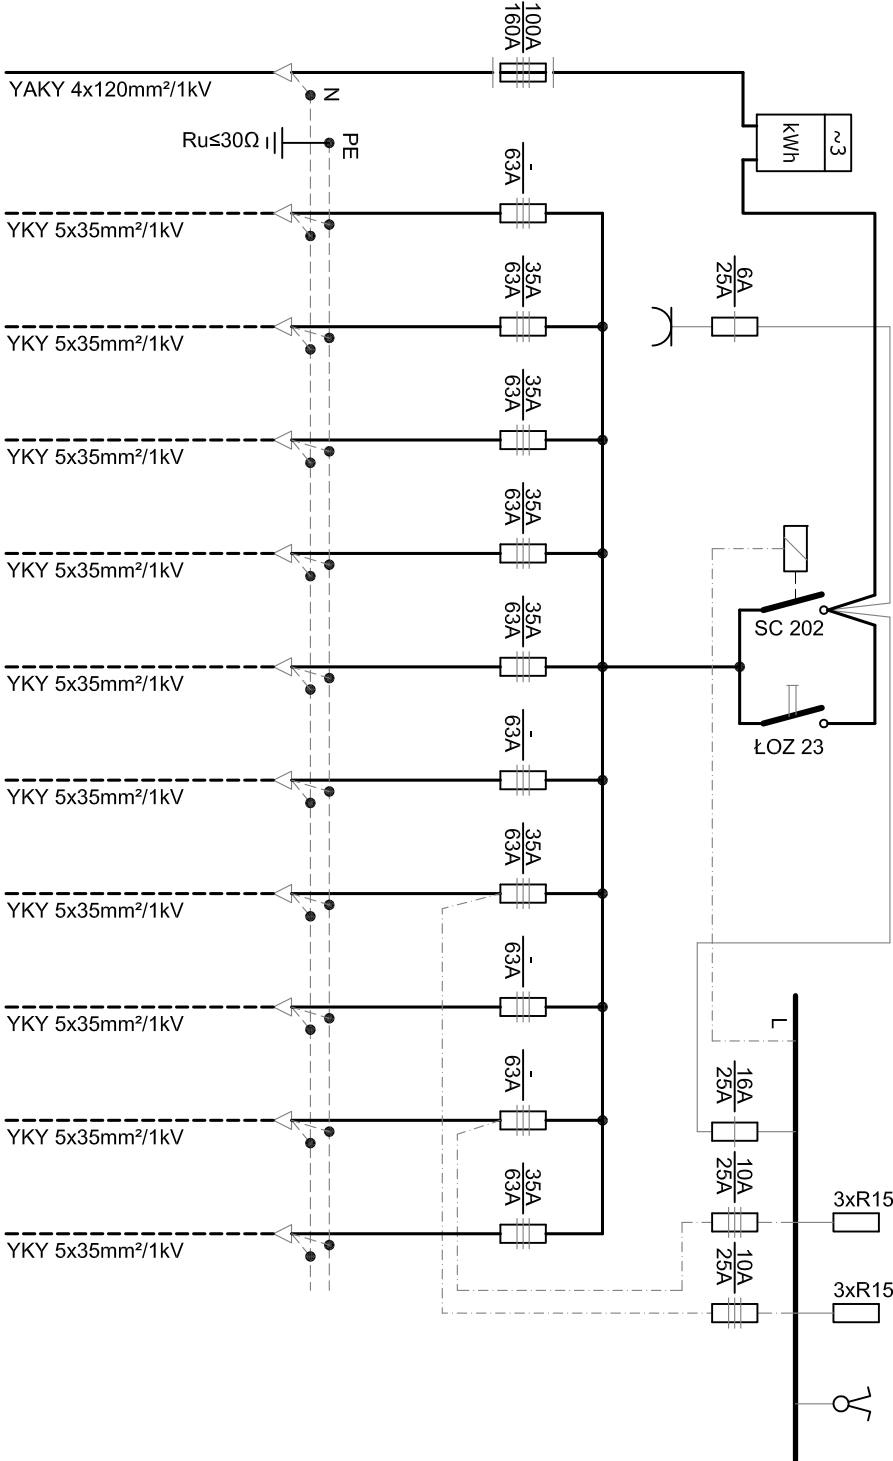 100A
160A
YAKY 4x120mm²/1kV
N
~3
kWh
Ru≤30Ω
PE
-
63A
YKY 5x35mm²/1kV
6A
25A
35A
63A
YKY 5x35mm²/1kV
35A
63A
YKY 5x35mm²/1kV
35A
63A
YKY 5x35mm²/1kV
35A
63A
SC 202
YKY 5x35mm²/1kV
-
63A
ŁOZ 23
YKY 5x35mm²/1kV
35A
63A
YKY 5x35mm²/1kV
-
63A
YKY 5x35mm²/1kV
L
-
63A
16A
25A
YKY 5x35mm²/1kV
35A
63A
10A
25A
3xR15
YKY 5x35mm²/1kV
10A
25A
3xR15